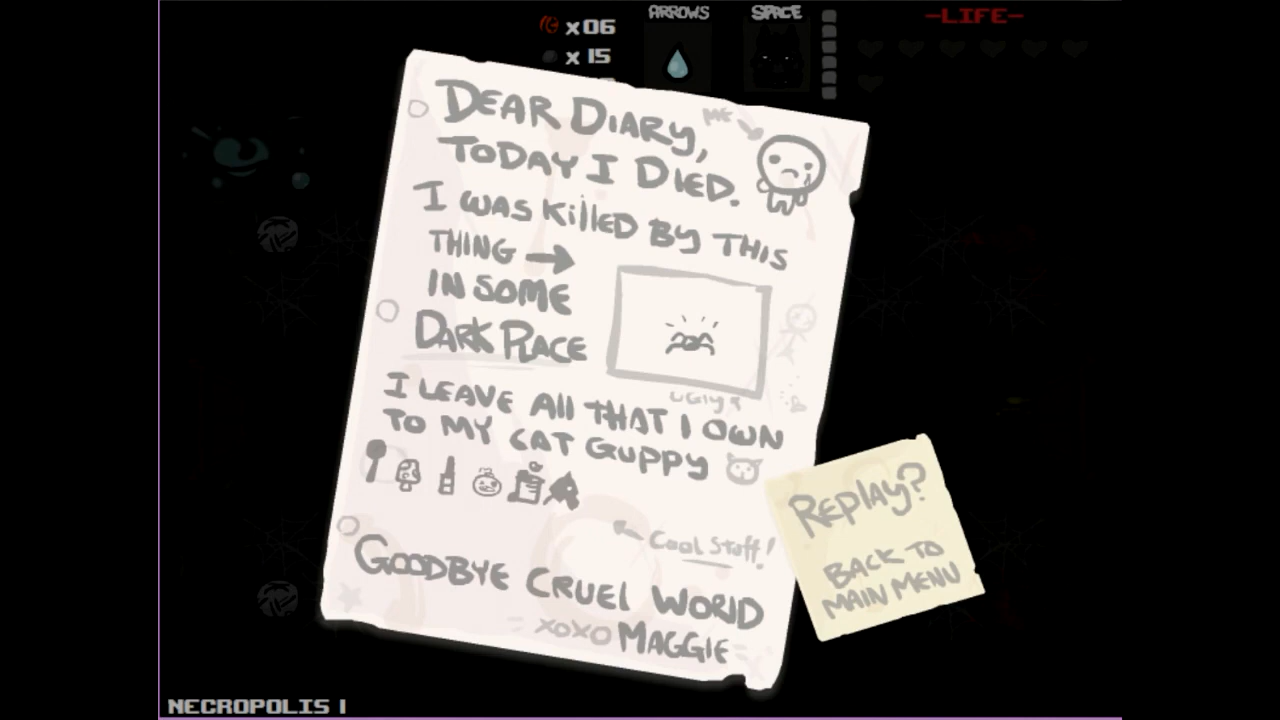 x06
ARROWS
SPACE
-LIFE-
x 15
DEAR DIARY,
ME
TODAY I DIED.
I WAS KillED BY THIS
THING
IN SOME
DARK PLACE
UGLY
I LEAVE All THAT I OWN
TO MY CAT GUPPY
Cool Stuff!
GOODBYE CRUEl WORlD
XOXO MAGGIE
REPlAY?
BACK TO
MAIN MENU
NECROPOLIS I